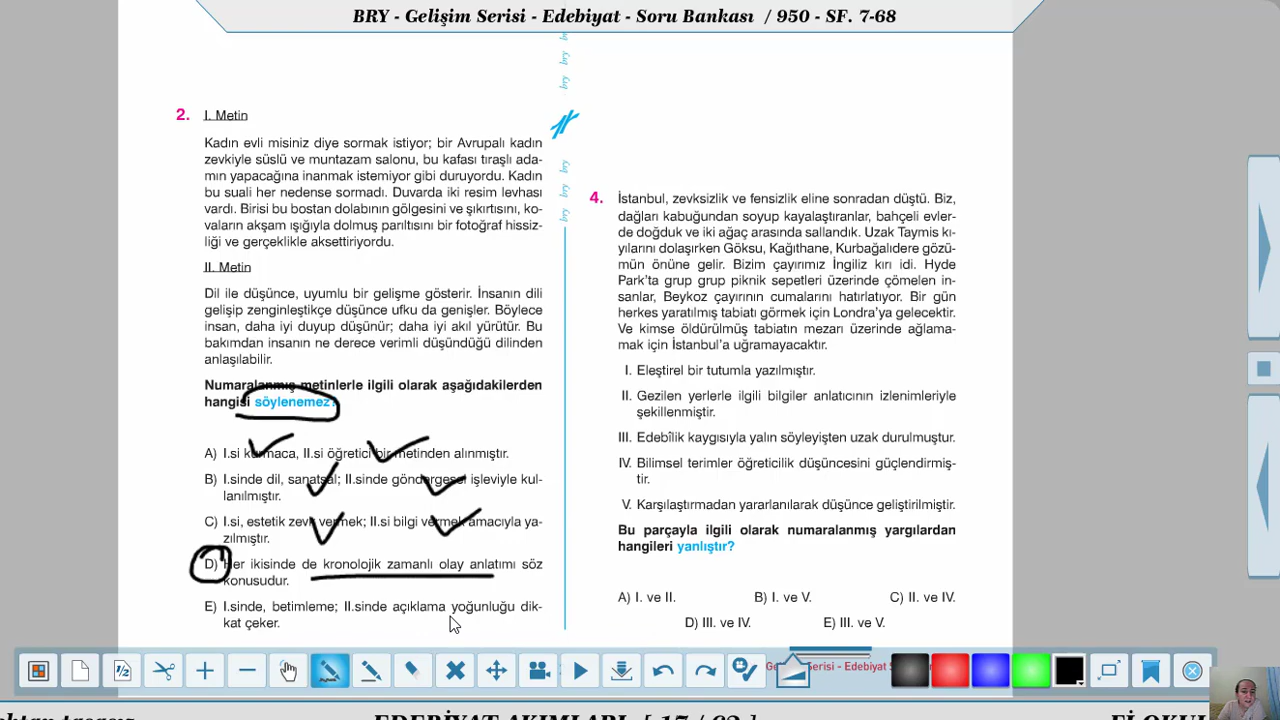 BRY - Gelişim Serisi - Edebiyat - Soru Bankası / 950 - SF. 7-68
bry
bry
bry bry bry
2. I. Metin
Kadın evli misiniz diye sormak istiyor; bir Avrupalı kadın
zevkiyle süslü ve muntazam salonu, bu kafası tıraşlı ada-
mın yapacağına inanmak istemiyor gibi duruyordu. Kadın
bu suali her nedense sormadı. Duvarda iki resim levhası
vardı. Birisi bu bostan dolabının gölgesini ve şıkırtısını, ko-
vaların akşam ışığıyla dolmuş parıltısını bir fotoğraf hissiz-
liği ve gerçeklikle aksettiriyordu.
II. Metin
Dil ile düşünce, uyumlu bir gelişme gösterir. İnsanın dili
gelişip zenginleştikçe düşünce ufku da genişler. Böylece
insan, daha iyi duyup düşünür; daha iyi akıl yürütür. Bu
bakımdan insanın ne derece verimli düşündüğü dilinden
anlaşılabilir.
Numaralanmış metinlerle ilgili olarak aşağıdakilerden
hangisi söylenemez?
A) I.si kurmaca, II.si öğretici bir metinden alınmıştır.
B) I.sinde dil, sanatsal; II.sinde göndergesel işleviyle kul-
lanılmıştır.
C) I.si, estetik zevk vermek; II.si bilgi vermek amacıyla ya-
zılmıştır.
D) Her ikisinde de kronolojik zamanlı olay anlatımı söz
konusudur.
E) I.sinde, betimleme; II.sinde açıklama yoğunluğu dik-
kat çeker.
4. İstanbul, zevksizlik ve fensizlik eline sonradan düştü. Biz,
dağları kabuğundan soyup kayalaştıranlar, bahçeli evler-
de doğduk ve iki ağaç arasında sallandık. Uzak Taymis kı-
yılarını dolaşırken Göksu, Kağıthane, Kurbağalıdere gözü-
mün önüne gelir. Bizim çayırımız İngiliz kırı idi. Hyde
Park'ta grup grup piknik sepetleri üzerinde çömelen in-
sanlar, Beykoz çayırının cumalarını hatırlatıyor. Bir gün
herkes yaratılmış tabiatı görmek için Londra'ya gelecektir.
Ve kimse öldürülmüş tabiatın mezarı üzerinde ağlama-
mak için İstanbul'a uğramayacaktır.
I. Eleştirel bir tutumla yazılmıştır.
II. Gezilen yerlerle ilgili bilgiler anlatıcının izlenimleriyle
şekillenmiştir.
III. Edebîlik kaygısıyla yalın söyleyişten uzak durulmuştur.
IV. Bilimsel terimler öğreticilik düşüncesini güçlendirmiş-
tir.
V. Karşılaştırmadan yararlanılarak düşünce geliştirilmiştir.
Bu parçayla ilgili olarak numaralanmış yargılardan
hangileri yanlıştır?
A) I. ve II. B) I. ve V. C) II. ve IV.
D) III. ve IV. E) III. ve V.
1/2
Serisi - Edebiyat
EDEBİYAT AKIMLARI [ 17 / 62 ]